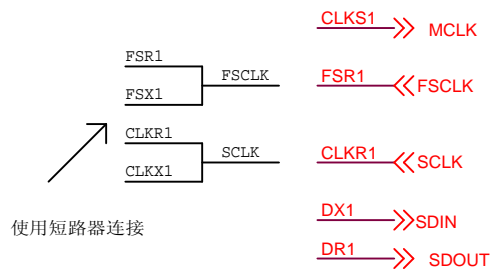 CLKS1 MCLK
FSR1 FSCLK FSR1 FSCLK
FSX1
CLKR1 SCLK CLKR1 SCLK
CLKX1
DX1 SDIN
使用短路器连接
DR1 SDOUT